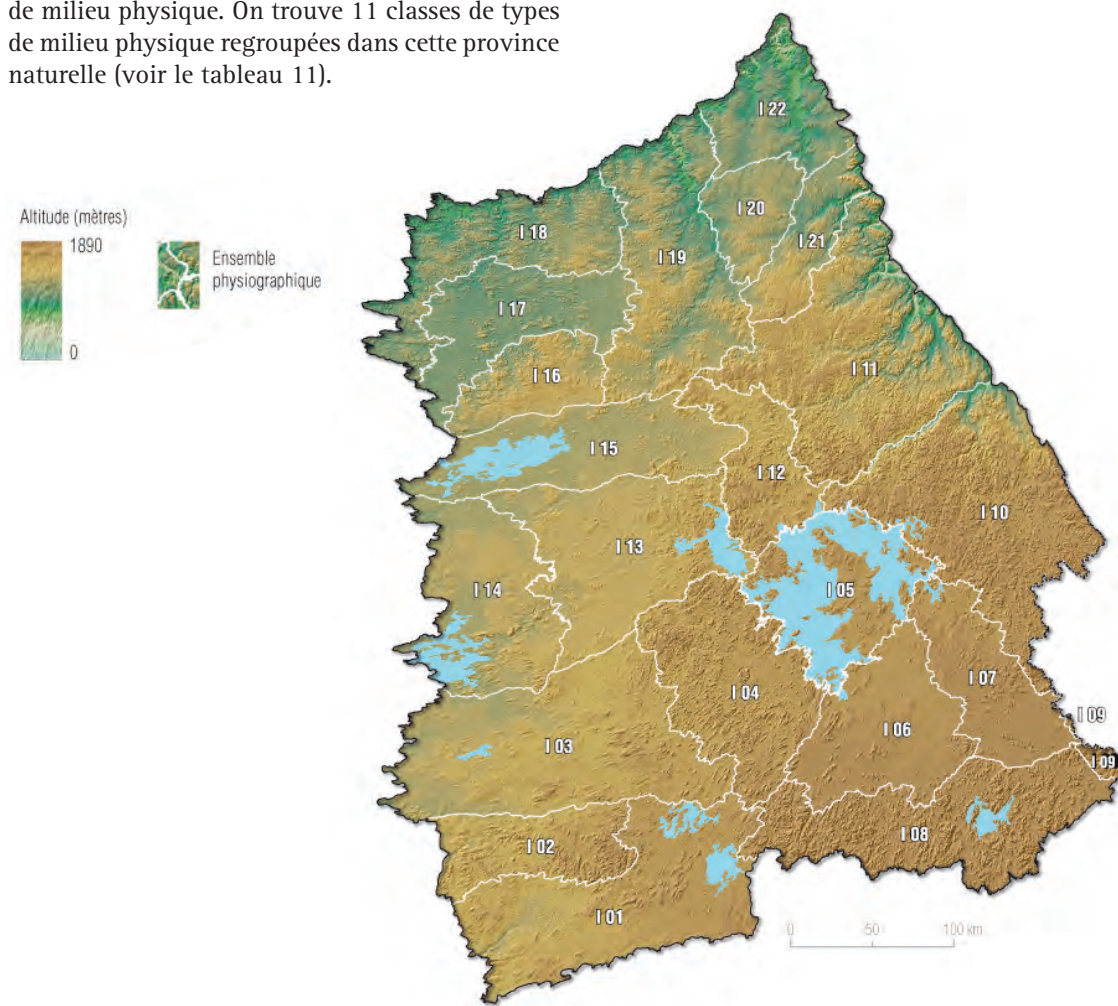 de milieu physique. On trouve 11 classes de types
de milieu physique regroupées dans cette province
naturelle (voir le tableau 11).
Altitude (mètres)
1890
0
Ensemble
physiographique
I 22
I 20
I 21
I 18
I 19
I 17
I 16
I 11
I 15
I 12
I 10
I 13
I 14
I 05
I 04
I 07
I 09
I 06
I 03
I 09
I 08
I 02
I 01
0 50 100 km